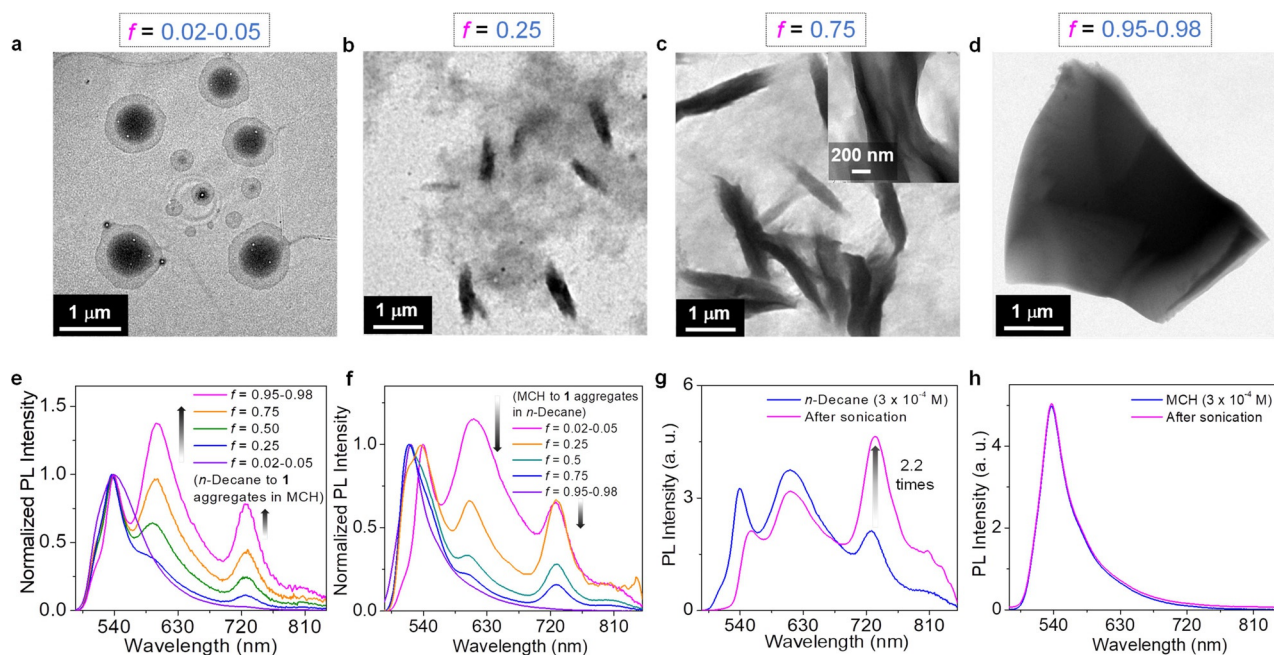 f = 0.02-0.05
f = 0.25
f = 0.75
f = 0.95-0.98
a
b
c
d
1 μm
1 μm
200 nm
1 μm
1 μm
e
Normalized PL Intensity
1.5
1.0
0.5
0.0
f = 0.95-0.98
f = 0.75
f = 0.50
f = 0.25
f = 0.02-0.05
(n-Decane to 1
aggregates in MCH)
540 630 720 810
Wavelength (nm)
f
Normalized PL Intensity
1.0
0.5
0.0
(MCH to 1 aggregates
in n-Decane)
f = 0.02-0.05
f = 0.25
f = 0.5
f = 0.75
f = 0.95-0.98
540 630 720 810
Wavelength (nm)
g
PL Intensity (a. u.)
6
3
0
n-Decane (3 x 10⁻⁴ M)
After sonication
2.2
times
540 630 720 810
Wavelength (nm)
h
PL Intensity (a. u.)
4
2
0
MCH (3 x 10⁻⁴ M)
After sonication
540 630 720 810
Wavelength (nm)